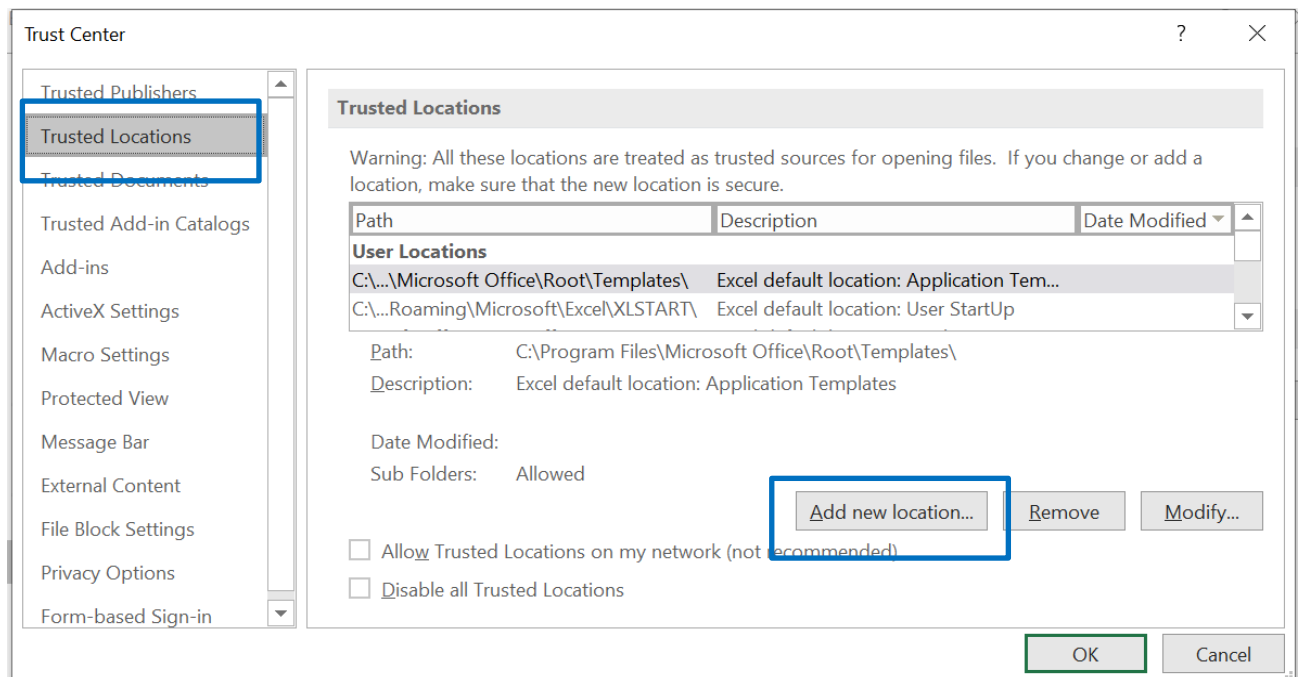 Trust Center
?
Trusted Publishers
Trusted Locations
Trusted Documents
Trusted Add-in Catalogs
Add-ins
ActiveX Settings
Macro Settings
Protected View
Message Bar
External Content
File Block Settings
Privacy Options
Form-based Sign-in
Trusted Locations
Warning: All these locations are treated as trusted sources for opening files. If you change or add a
location, make sure that the new location is secure.
Path Description Date Modified
User Locations
C:\...\Microsoft Office\Root\Templates\ Excel default location: Application Tem...
C:\...Roaming\Microsoft\Excel\XLSTART\ Excel default location: User StartUp
Path: C:\Program Files\Microsoft Office\Root\Templates\
Description: Excel default location: Application Templates
Date Modified:
Sub Folders: Allowed
Add new location... Remove Modify...
Allow Trusted Locations on my network (not recommended)
Disable all Trusted Locations
OK Cancel